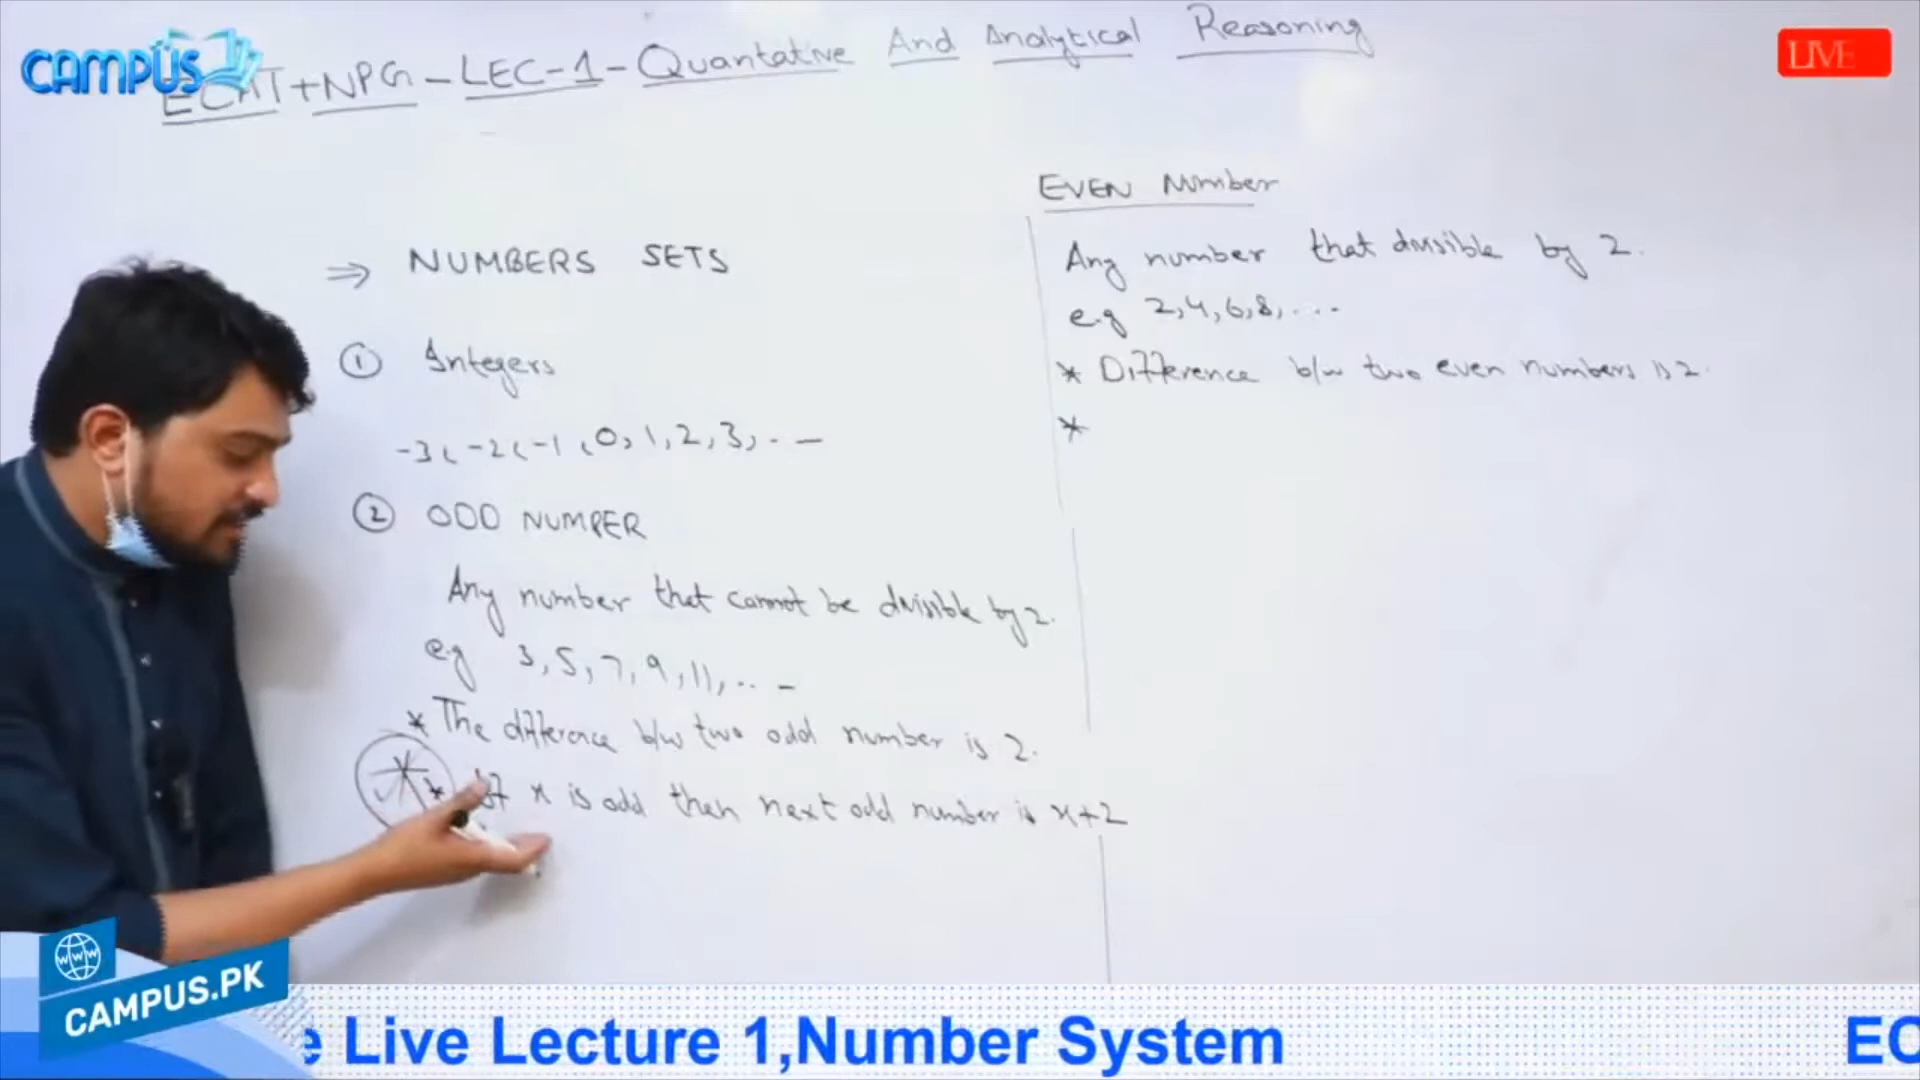 CAMPUS
LIVE
ECAT+NPG-LEC-1-Quantative And Analytical Reasoning
⇒ NUMBERS SETS
① Integers
-3, -2, -1, 0, 1, 2, 3, . . —
② ODD NUMBER
Any number that cannot be divisible by 2.
e.g 3, 5, 7, 9, 11, . . —
* The difference b/w two odd number is 2.
* If x is odd then next odd number is x+2
EVEN Number
Any number that divisible by 2.
e.g 2, 4, 6, 8, . . .
* Difference b/w two even numbers is 2.
*
WWW
CAMPUS.PK
e Live Lecture 1,Number System
EC